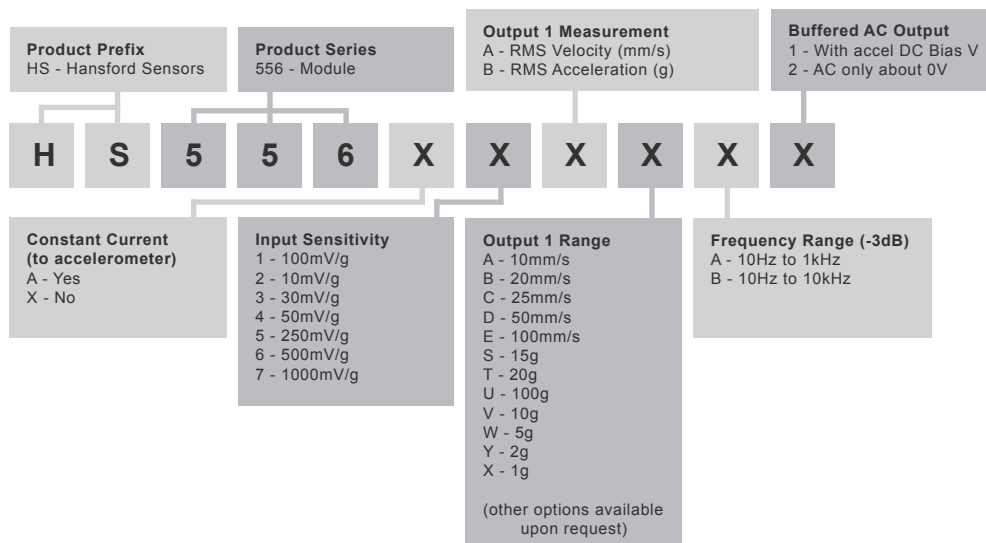 Product Prefix
HS - Hansford Sensors
Product Series
556 - Module
Output 1 Measurement
A - RMS Velocity (mm/s)
B - RMS Acceleration (g)
Buffered AC Output
1 - With accel DC Bias V
2 - AC only about 0V
H S 5 5 6 X X X X X X
Constant Current
(to accelerometer)
A - Yes
X - No
Input Sensitivity
1 - 100mV/g
2 - 10mV/g
3 - 30mV/g
4 - 50mV/g
5 - 250mV/g
6 - 500mV/g
7 - 1000mV/g
Output 1 Range
A - 10mm/s
B - 20mm/s
C - 25mm/s
D - 50mm/s
E - 100mm/s
S - 15g
T - 20g
U - 100g
V - 10g
W - 5g
Y - 2g
X - 1g
(other options available
upon request)
Frequency Range (-3dB)
A - 10Hz to 1kHz
B - 10Hz to 10kHz